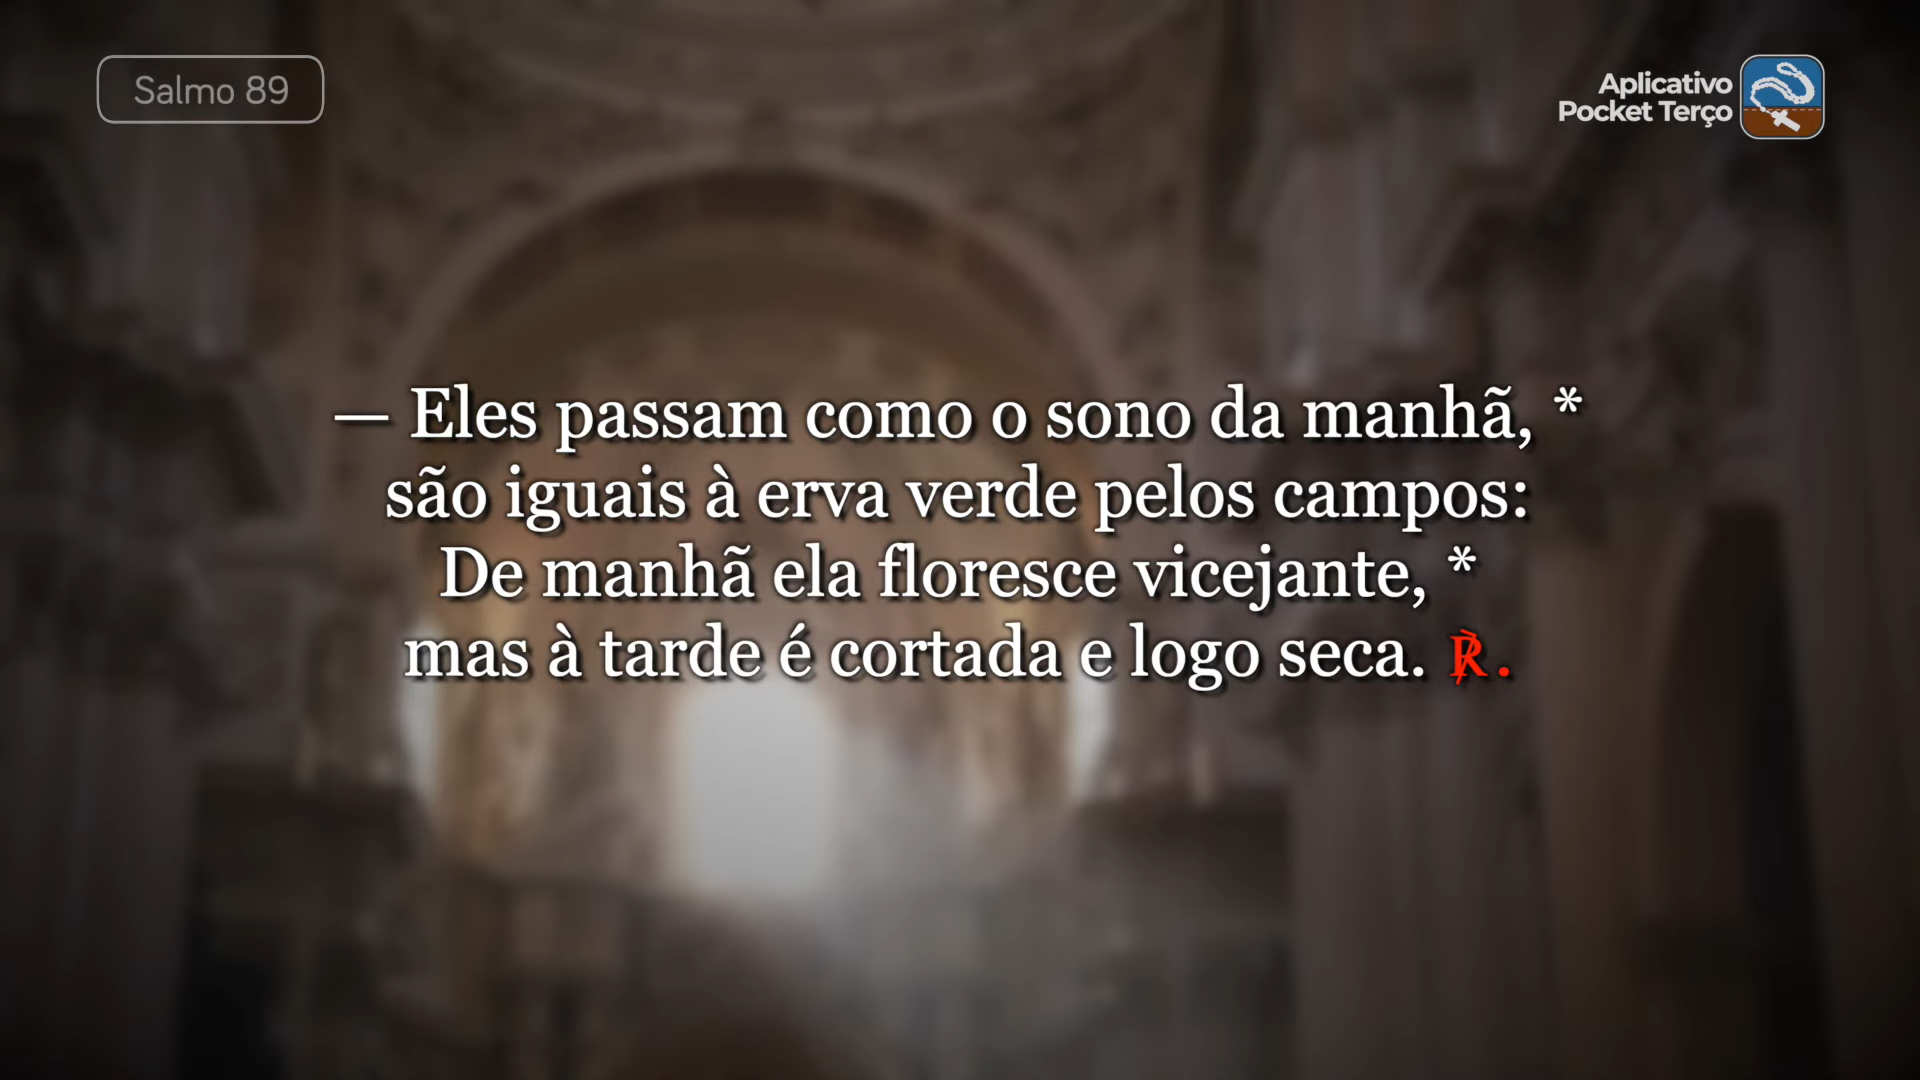 Salmo 89
Aplicativo
Pocket Terço
— Eles passam como o sono da manhã, *
são iguais à erva verde pelos campos:
De manhã ela floresce vicejante, *
mas à tarde é cortada e logo seca. ℟.